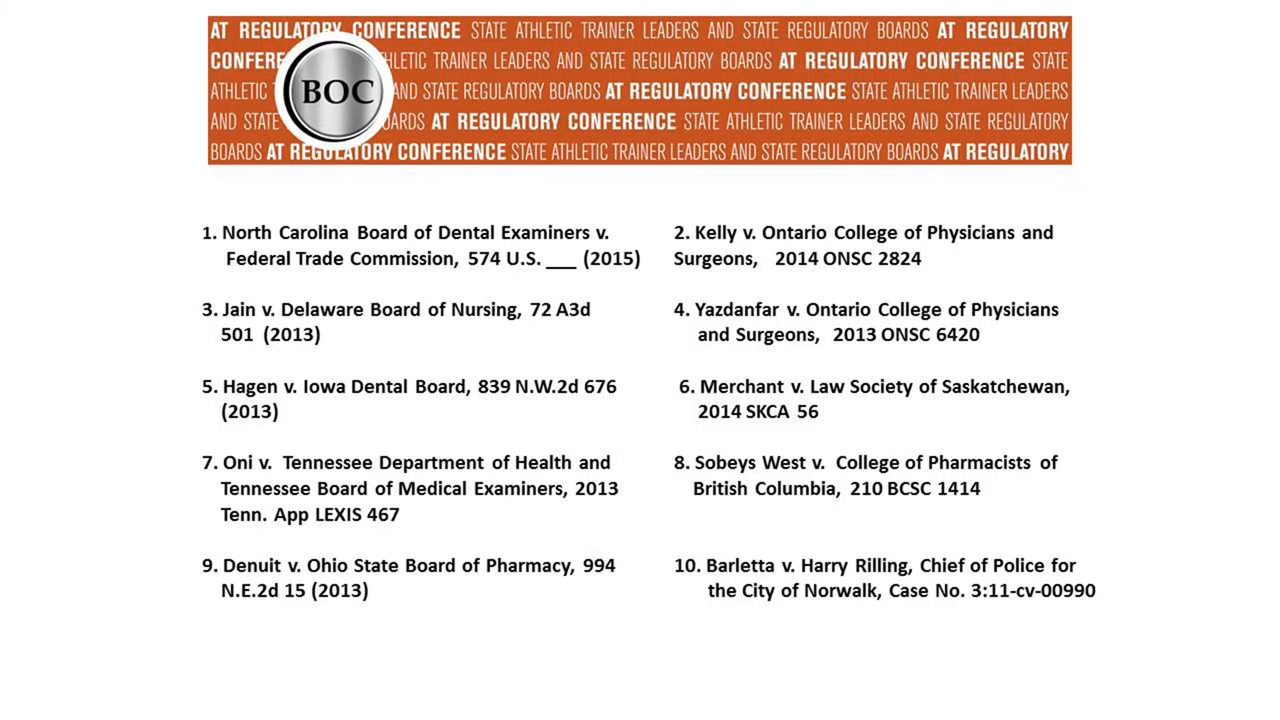 AT REGULATORY CONFERENCE STATE ATHLETIC TRAINER LEADERS AND STATE REGULATORY BOARDS AT REGULATORY
CONFERE HLETIC TRAINER LEADERS AND STATE REGULATORY BOARDS AT REGULATORY CONFERENCE STATE
ATHLETIC T AND STATE REGULATORY BOARDS AT REGULATORY CONFERENCE STATE ATHLETIC TRAINER LEADERS
AND STATE ARDS AT REGULATORY CONFERENCE STATE ATHLETIC TRAINER LEADERS AND STATE REGULATORY
BOARDS AT REGULATORY CONFERENCE STATE ATHLETIC TRAINER LEADERS AND STATE REGULATORY BOARDS AT REGULATORY
BOC
1. North Carolina Board of Dental Examiners v.
Federal Trade Commission, 574 U.S. ___ (2015)
2. Kelly v. Ontario College of Physicians and
Surgeons, 2014 ONSC 2824
3. Jain v. Delaware Board of Nursing, 72 A3d
501 (2013)
4. Yazdanfar v. Ontario College of Physicians
and Surgeons, 2013 ONSC 6420
5. Hagen v. Iowa Dental Board, 839 N.W.2d 676
(2013)
6. Merchant v. Law Society of Saskatchewan,
2014 SKCA 56
7. Oni v. Tennessee Department of Health and
Tennessee Board of Medical Examiners, 2013
Tenn. App LEXIS 467
8. Sobeys West v. College of Pharmacists of
British Columbia, 210 BCSC 1414
9. Denuit v. Ohio State Board of Pharmacy, 994
N.E.2d 15 (2013)
10. Barletta v. Harry Rilling, Chief of Police for
the City of Norwalk, Case No. 3:11-cv-00990